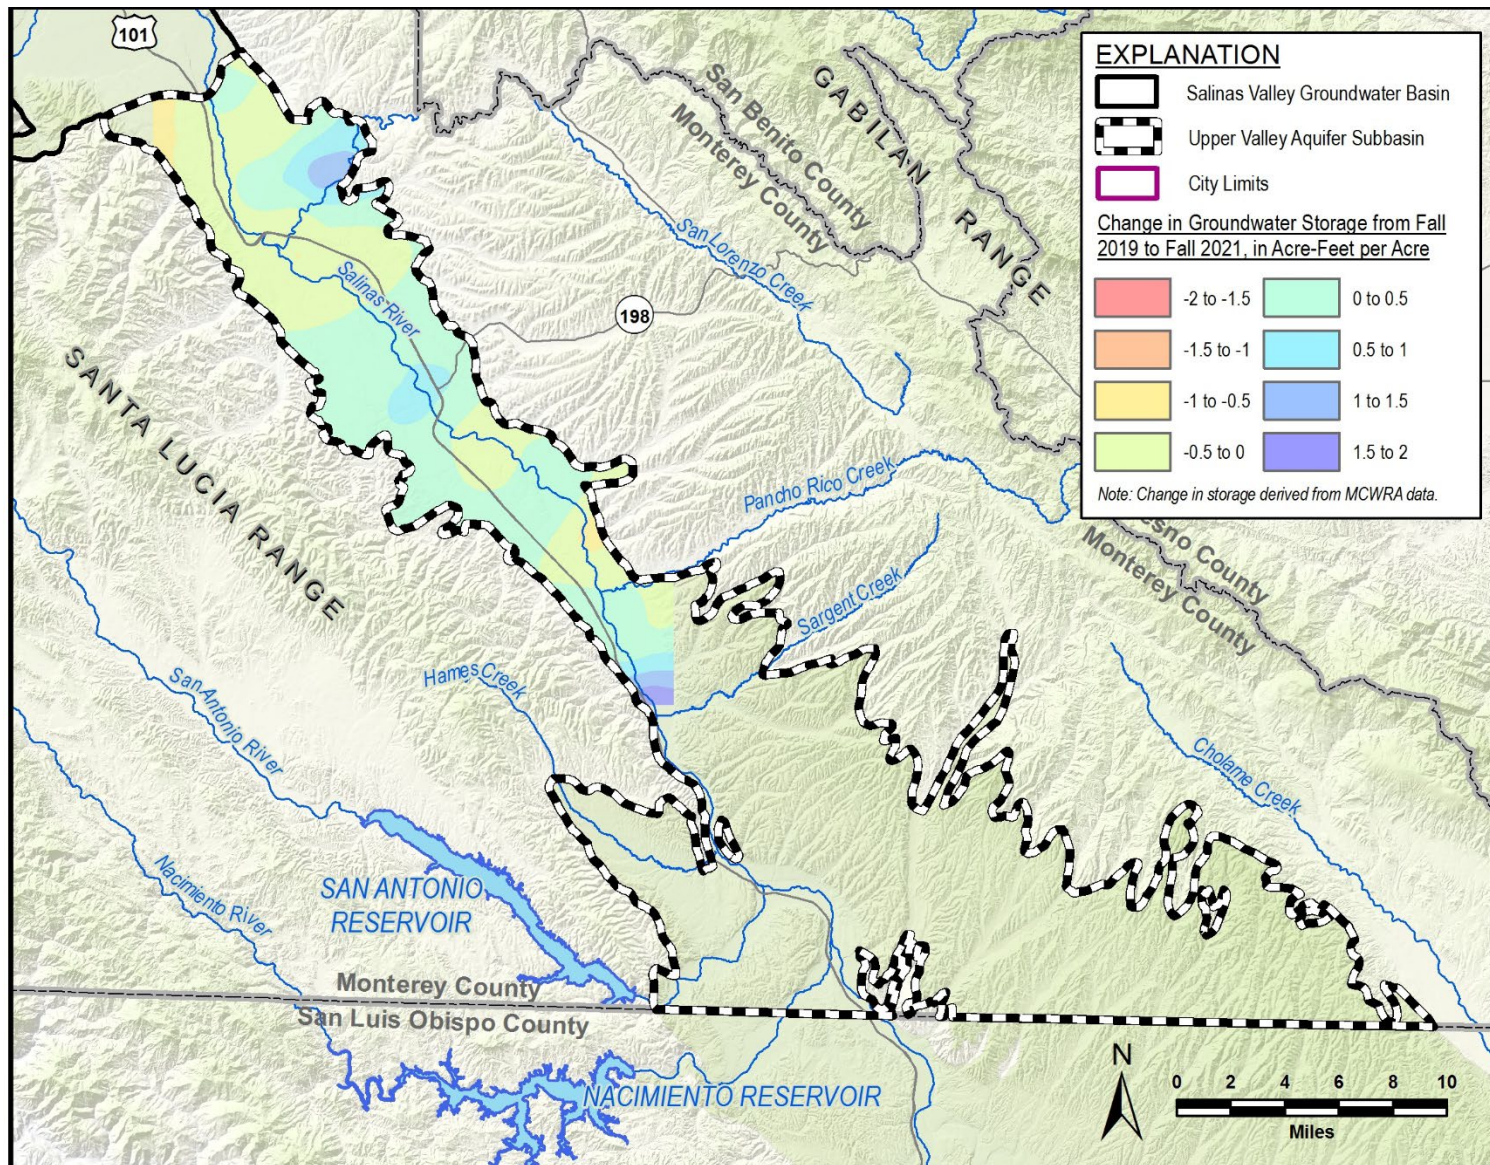 101
San Benito County
Monterey County
GABILAN
RANGE
San Lorenzo Creek
Salinas River
198
SANTA LUCIA RANGE
Pancho Rico Creek
Sargent Creek
Hames Creek
San Antonio River
Nacimiento River
Cholame Creek
esno County
Monterey County
SAN ANTONIO
RESERVOIR
Monterey County
San Luis Obispo County
NACIMIENTO RESERVOIR
EXPLANATION
Salinas Valley Groundwater Basin
Upper Valley Aquifer Subbasin
City Limits
Change in Groundwater Storage from Fall
2019 to Fall 2021, in Acre-Feet per Acre
-2 to -1.5 0 to 0.5
-1.5 to -1 0.5 to 1
-1 to -0.5 1 to 1.5
-0.5 to 0 1.5 to 2
Note: Change in storage derived from MCWRA data.
N
0 2 4 6 8 10
Miles